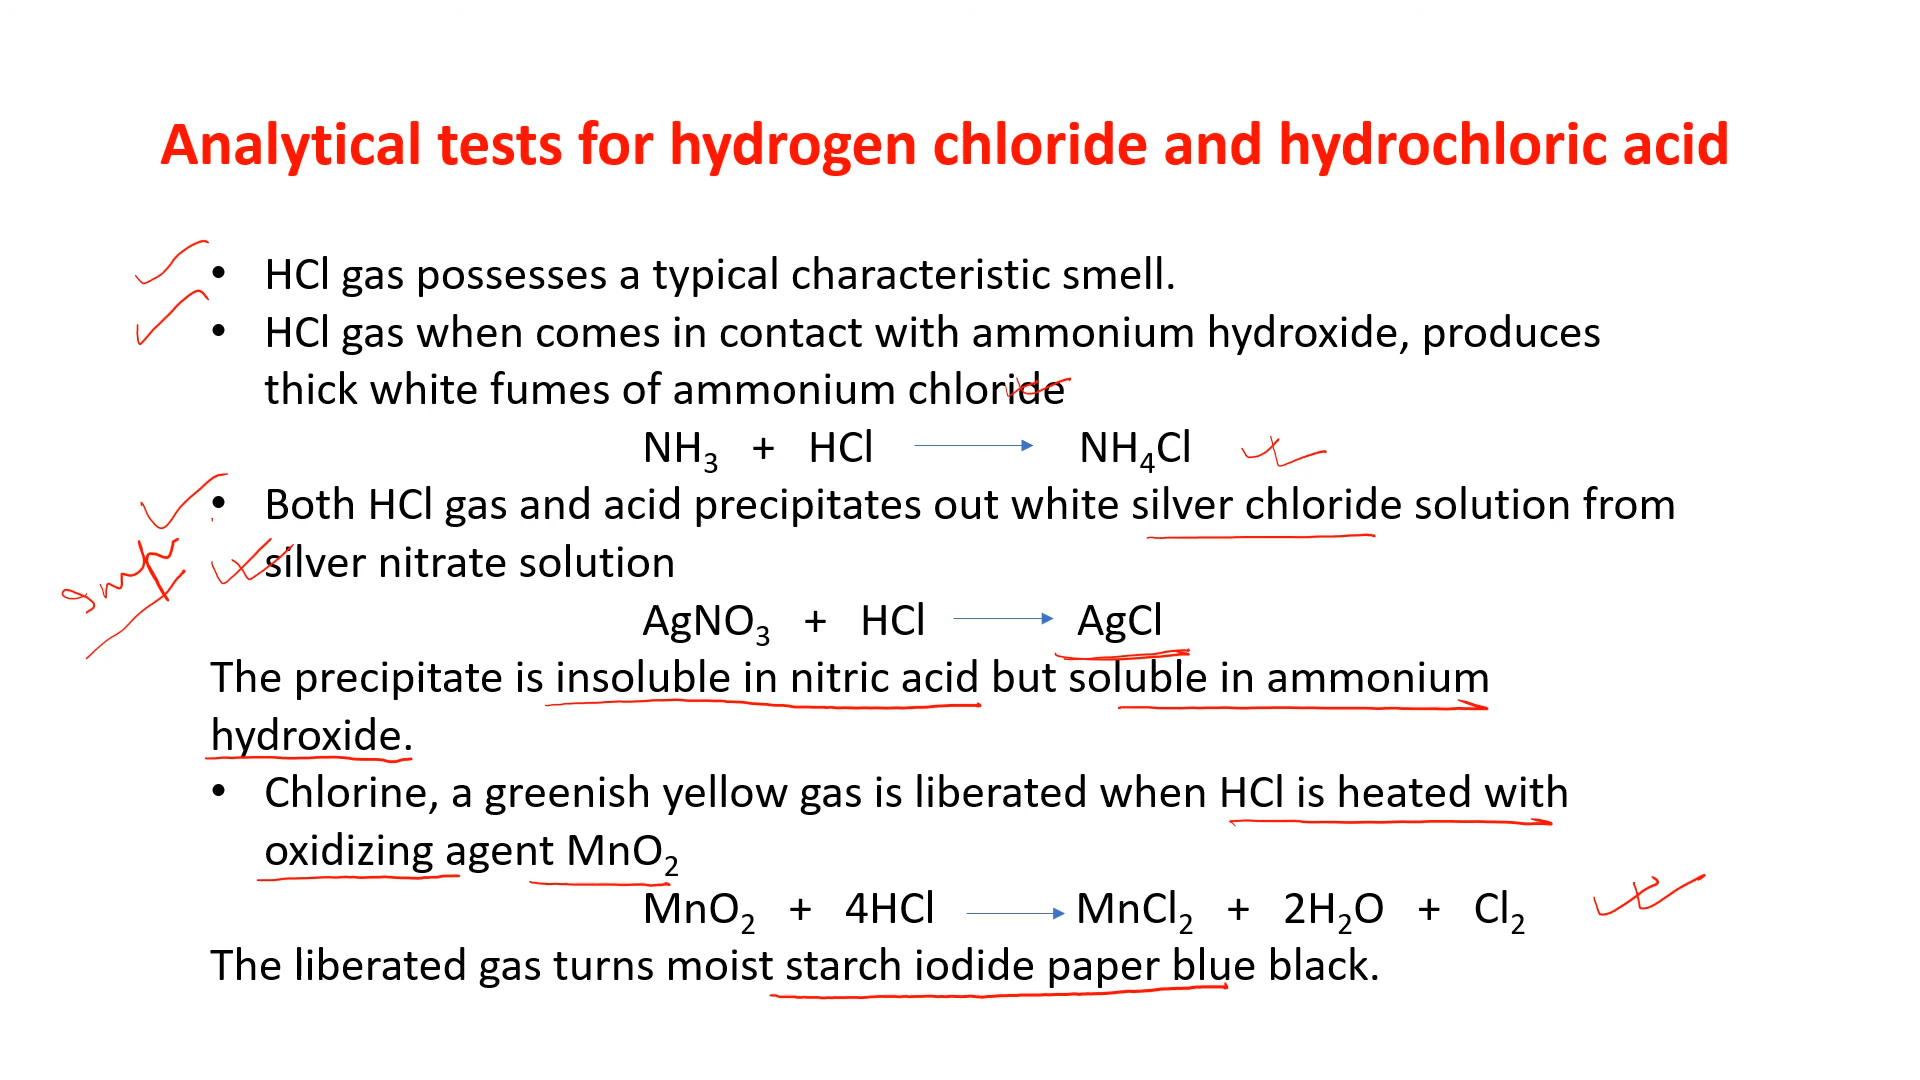 Analytical tests for hydrogen chloride and hydrochloric acid
• HCl gas possesses a typical characteristic smell.
• HCl gas when comes in contact with ammonium hydroxide, produces
thick white fumes of ammonium chloride
NH₃ + HCl → NH₄Cl
• Both HCl gas and acid precipitates out white silver chloride solution from
Imp silver nitrate solution
AgNO₃ + HCl → AgCl
The precipitate is insoluble in nitric acid but soluble in ammonium
hydroxide.
• Chlorine, a greenish yellow gas is liberated when HCl is heated with
oxidizing agent MnO₂
MnO₂ + 4HCl → MnCl₂ + 2H₂O + Cl₂
The liberated gas turns moist starch iodide paper blue black.